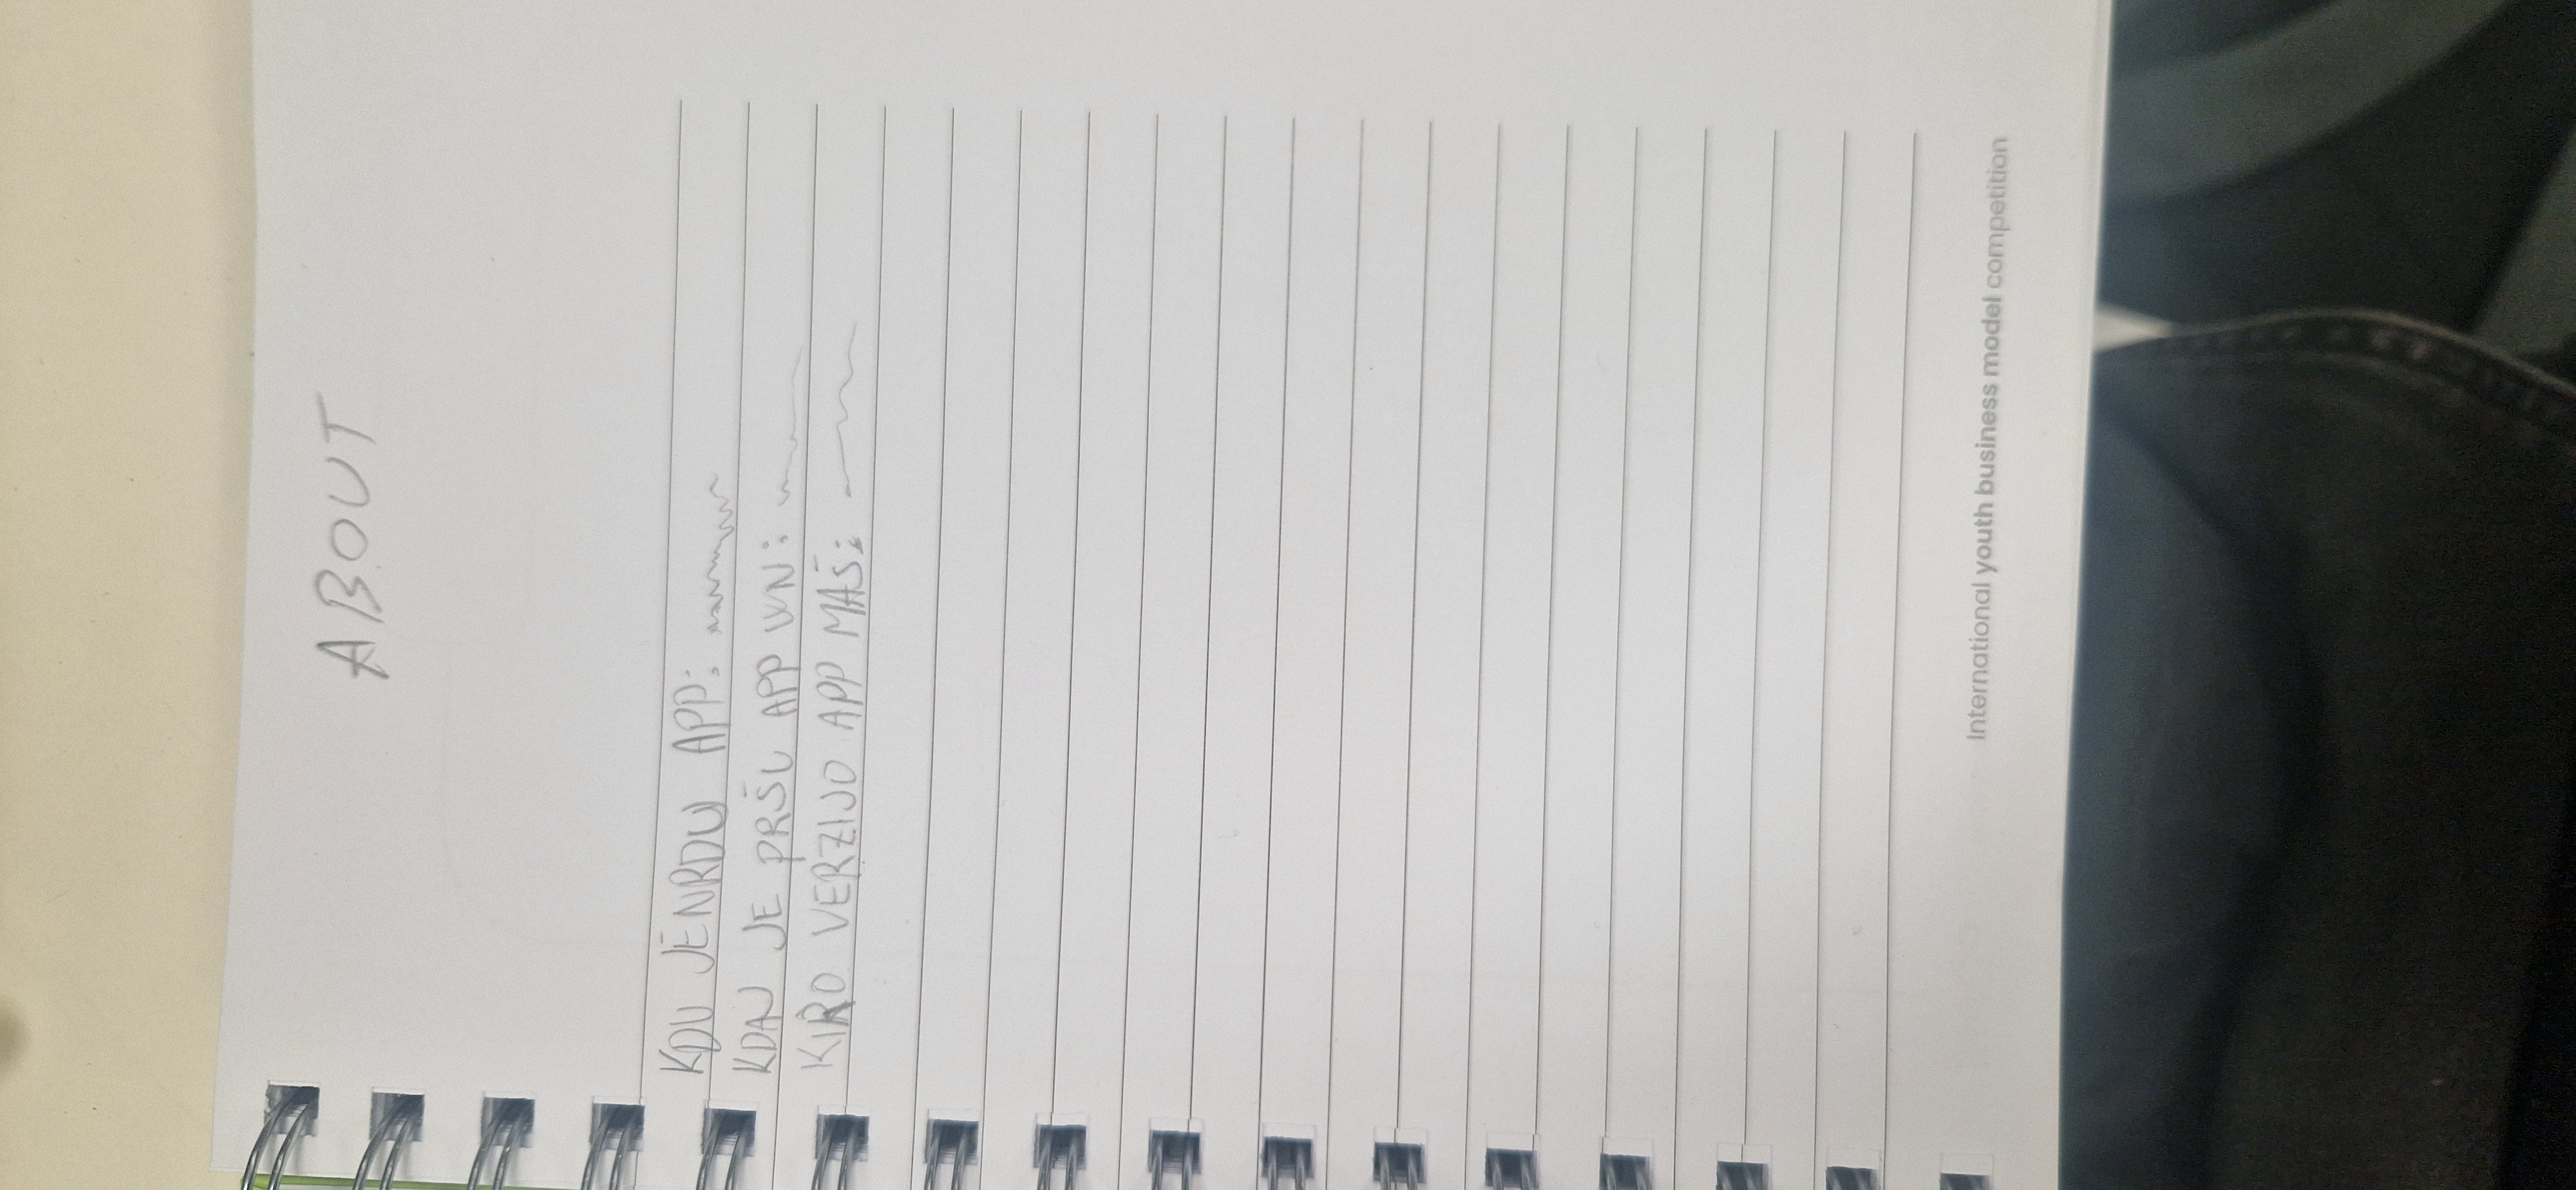 ABOUT
KDU JE NRDU APP:
KDAJ JE PRŠU APP VN:
KIRO VERZIJO APP MAŠ:
International youth business model competition